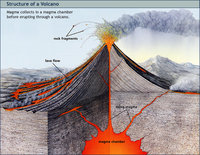 Structure of a Volcano
Magma collects in a magma chamber
before erupting through a volcano.
rock fragments
lava flow
rising magma
magma chamber